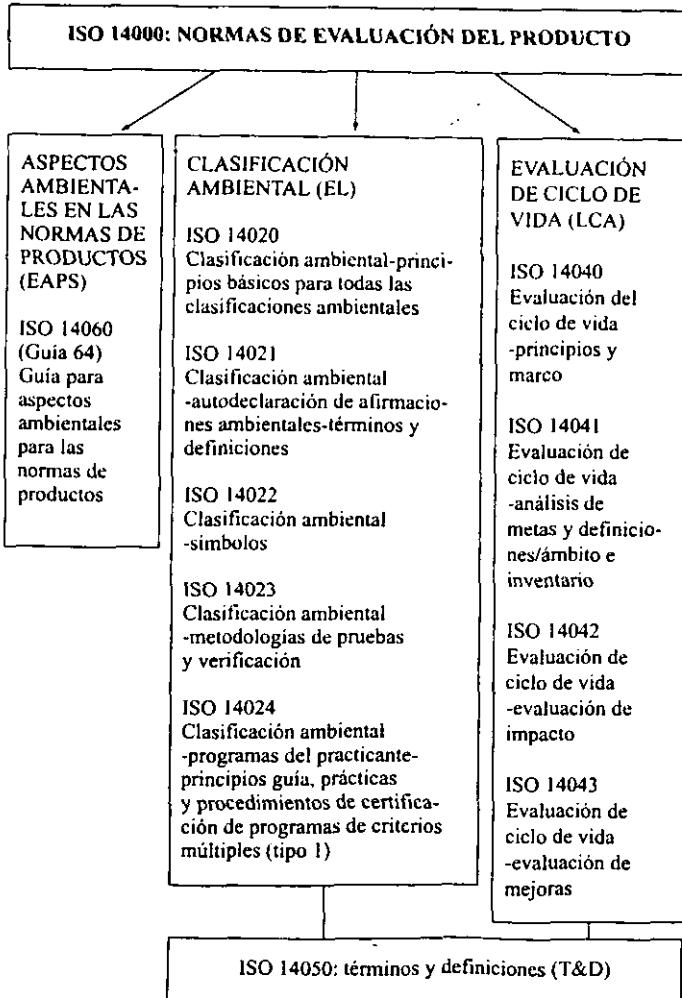 ISO 14000: NORMAS DE EVALUACIÓN DEL PRODUCTO
ASPECTOS
AMBIENTA-
LES EN LAS
NORMAS DE
PRODUCTOS
(EAPS)
ISO 14060
(Guía 64)
Guía para
aspectos
ambientales
para las
normas de
productos
CLASIFICACIÓN
AMBIENTAL (EL)
ISO 14020
Clasificación ambiental-princi-
pios básicos para todas las
clasificaciones ambientales
ISO 14021
Clasificación ambiental
-autodeclaración de afirmacio-
nes ambientales-términos y
definiciones
ISO 14022
Clasificación ambiental
-símbolos
ISO 14023
Clasificación ambiental
-metodologías de pruebas
y verificación
ISO 14024
Clasificación ambiental
-programas del practicante-
principios guía, prácticas
y procedimientos de certifica-
ción de programas de criterios
múltiples (tipo 1)
EVALUACIÓN
DE CICLO DE
VIDA (LCA)
ISO 14040
Evaluación del
ciclo de vida
-principios y
marco
ISO 14041
Evaluación de
ciclo de vida
-análisis de
metas y definicio-
nes/ámbito e
inventario
ISO 14042
Evaluación de
ciclo de vida
-evaluación de
impacto
ISO 14043
Evaluación de
ciclo de vida
-evaluación de
mejoras
ISO 14050: términos y definiciones (T&D)